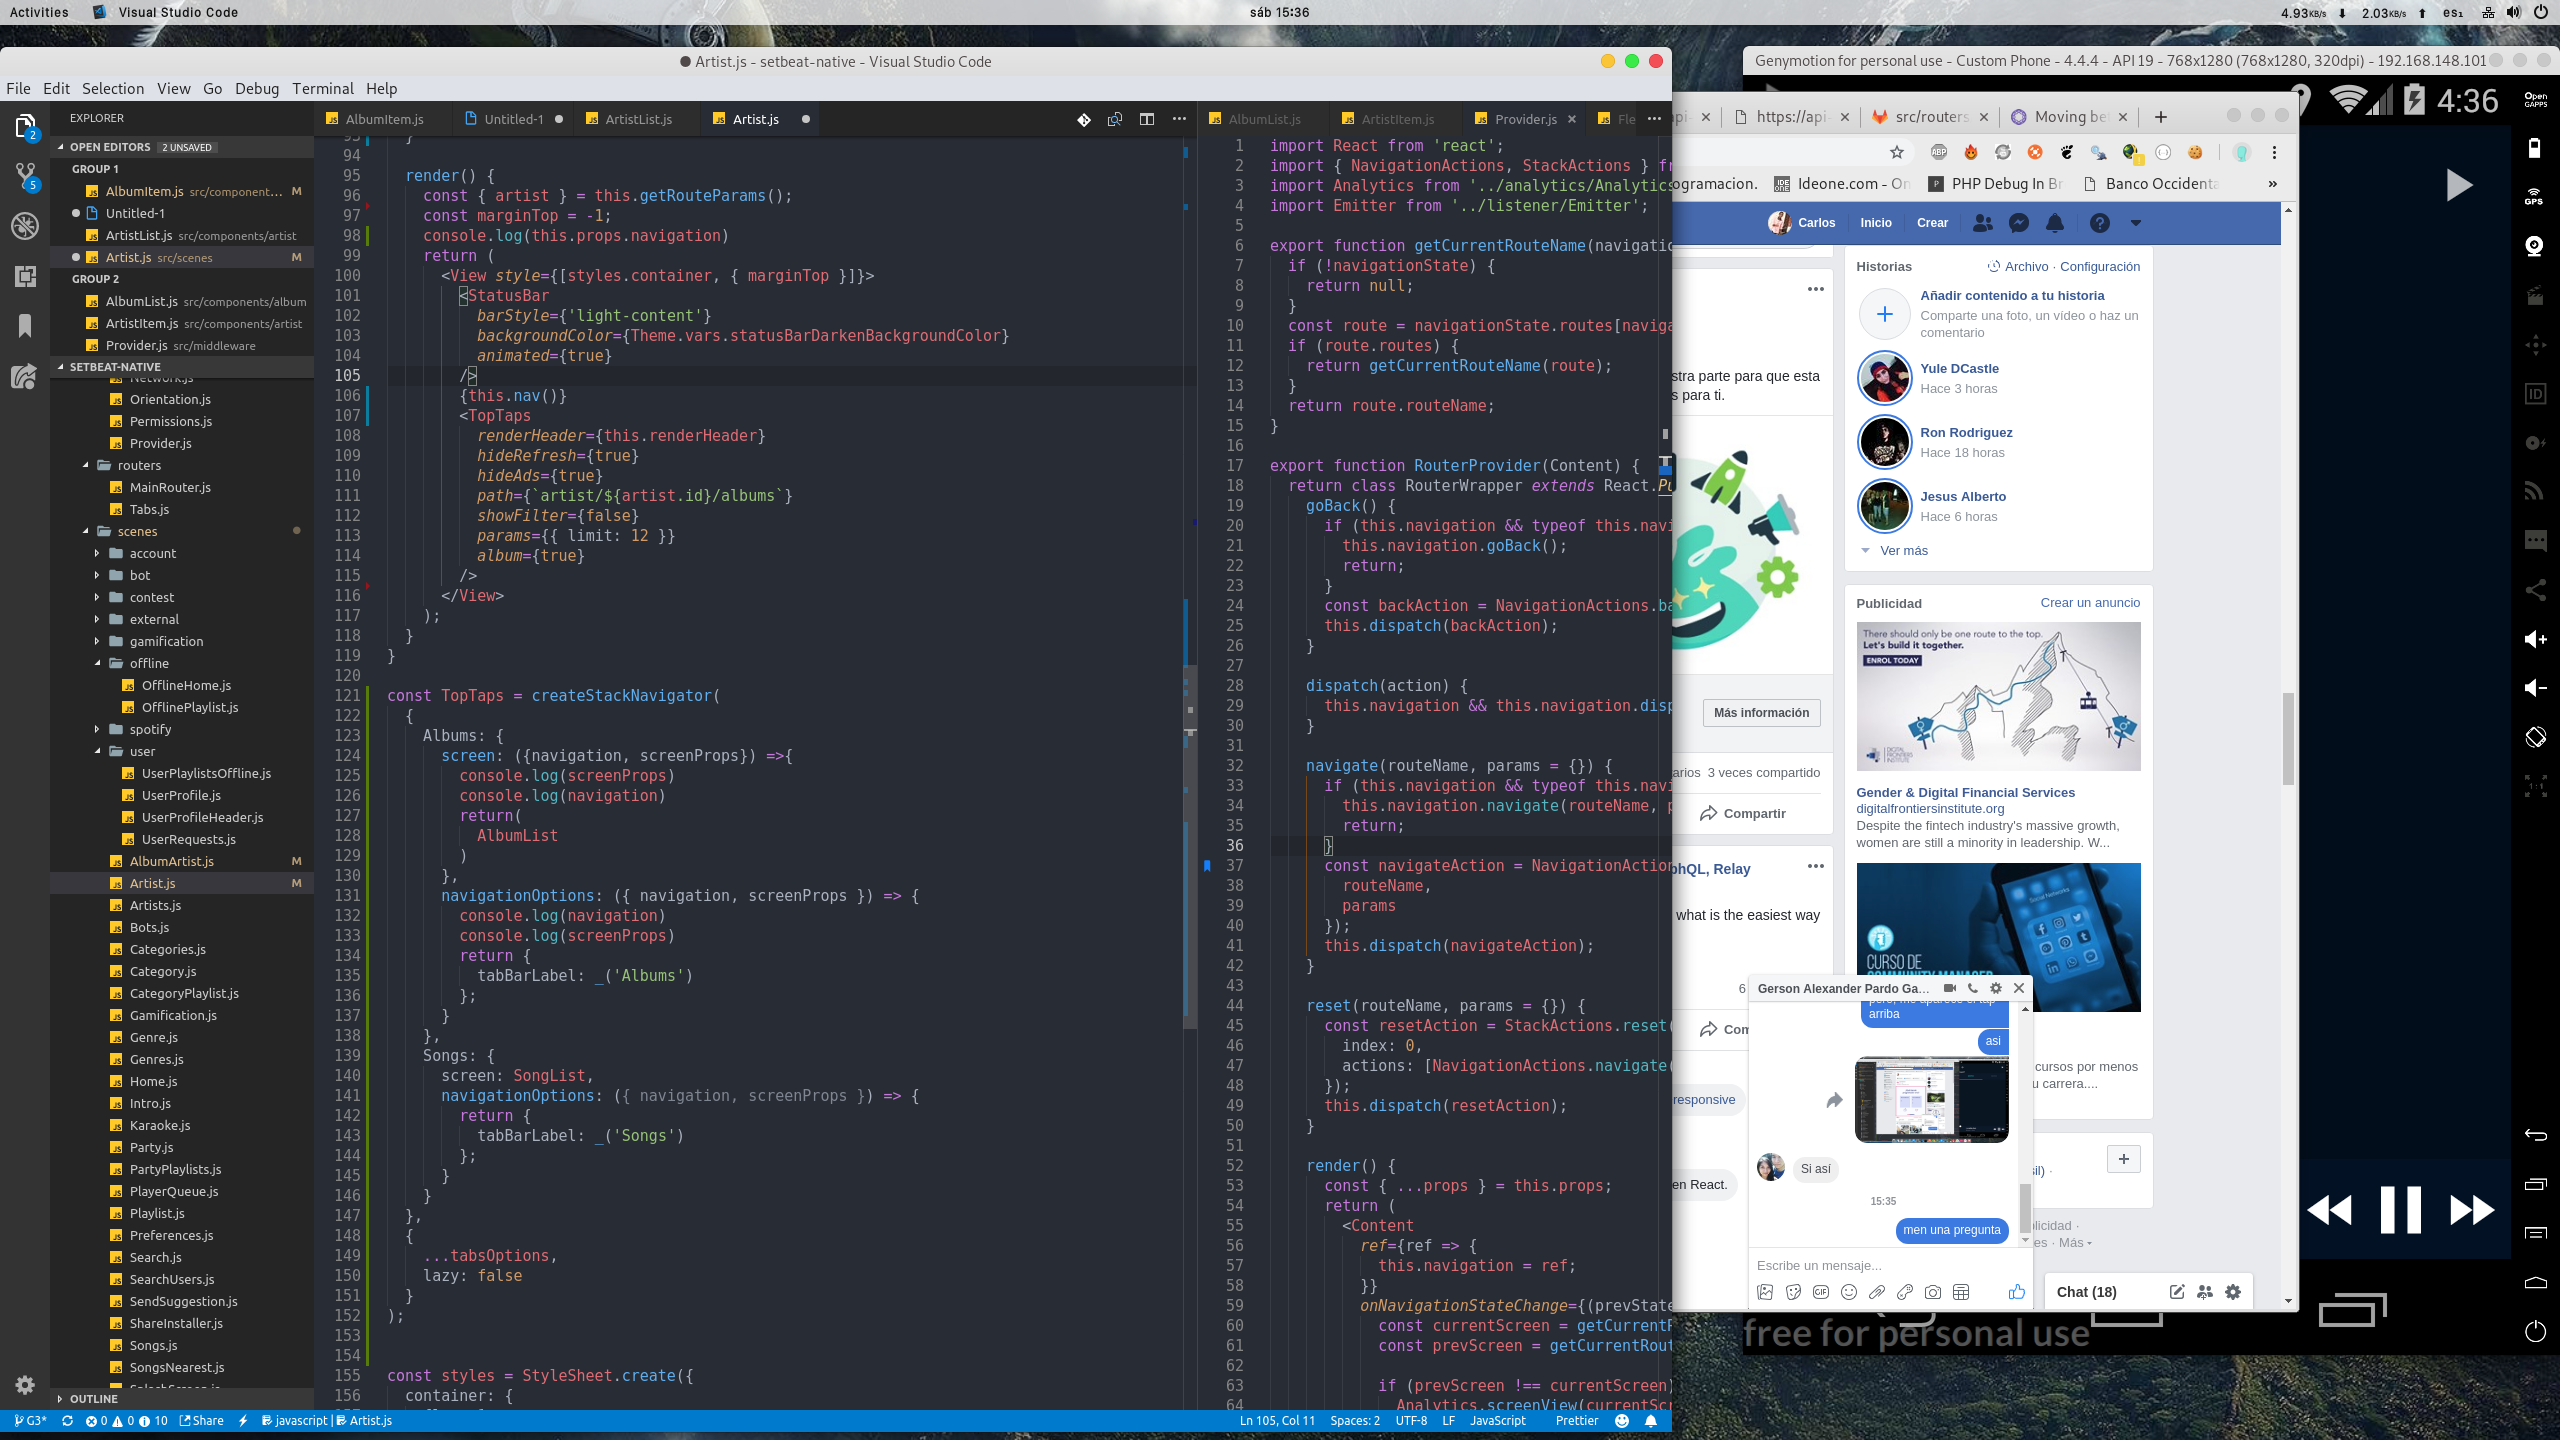 Activities
Visual Studio Code
sáb 15:36
4.93KB/s
2.03KB/s
es₁
● Artist.js - setbeat-native - Visual Studio Code
File Edit Selection View Go Debug Terminal Help
EXPLORER
OPEN EDITORS 2 UNSAVED
GROUP 1
AlbumItem.js src/component... M
Untitled-1
ArtistList.js src/components/artist
Artist.js src/scenes M
GROUP 2
AlbumList.js src/components/album
ArtistItem.js src/components/artist
Provider.js src/middleware
SETBEAT-NATIVE
Network.js
Orientation.js
Permissions.js
Provider.js
routers
MainRouter.js
Tabs.js
scenes
account
bot
contest
external
gamification
offline
OfflineHome.js
OfflinePlaylist.js
spotify
user
UserPlaylistsOffline.js
UserProfile.js
UserProfileHeader.js
UserRequests.js
AlbumArtist.js M
Artist.js M
Artists.js
Bots.js
Categories.js
Category.js
CategoryPlaylist.js
Gamification.js
Genre.js
Genres.js
Home.js
Intro.js
Karaoke.js
Party.js
PartyPlaylists.js
PlayerQueue.js
Playlist.js
Preferences.js
Search.js
SearchUsers.js
SendSuggestion.js
ShareInstaller.js
Songs.js
SongsNearest.js
OUTLINE
AlbumItem.js
Untitled-1
ArtistList.js
Artist.js
93 }
94
95 render() {
96 const { artist } = this.getRouteParams();
97 const marginTop = -1;
98 console.log(this.props.navigation)
99 return (
100 <View style={[styles.container, { marginTop }]}>
101 <StatusBar
102 barStyle={'light-content'}
103 backgroundColor={Theme.vars.statusBarDarkenBackgroundColor}
104 animated={true}
105 />
106 {this.nav()}
107 <TopTaps
108 renderHeader={this.renderHeader}
109 hideRefresh={true}
110 hideAds={true}
111 path={`artist/${artist.id}/albums`}
112 showFilter={false}
113 params={{ limit: 12 }}
114 album={true}
115 />
116 </View>
117 );
118 }
119 }
120
121 const TopTaps = createStackNavigator(
122 {
123 Albums: {
124 screen: ({navigation, screenProps}) =>{
125 console.log(screenProps)
126 console.log(navigation)
127 return(
128 AlbumList
129 )
130 },
131 navigationOptions: ({ navigation, screenProps }) => {
132 console.log(navigation)
133 console.log(screenProps)
134 return {
135 tabBarLabel: _('Albums')
136 };
137 }
138 },
139 Songs: {
140 screen: SongList,
141 navigationOptions: ({ navigation, screenProps }) => {
142 return {
143 tabBarLabel: _('Songs')
144 };
145 }
146 }
147 },
148 {
149 ...tabsOptions,
150 lazy: false
151 }
152 );
153
154
155 const styles = StyleSheet.create({
156 container: {
AlbumList.js
ArtistItem.js
Provider.js
Fle
1 import React from 'react';
2 import { NavigationActions, StackActions } fr
3 import Analytics from '../analytics/Analytics
4 import Emitter from '../listener/Emitter';
5
6 export function getCurrentRouteName(navigatio
7 if (!navigationState) {
8 return null;
9 }
10 const route = navigationState.routes[naviga
11 if (route.routes) {
12 return getCurrentRouteName(route);
13 }
14 return route.routeName;
15 }
16
17 export function RouterProvider(Content) {
18 return class RouterWrapper extends React.Pu
19 goBack() {
20 if (this.navigation && typeof this.navi
21 this.navigation.goBack();
22 return;
23 }
24 const backAction = NavigationActions.ba
25 this.dispatch(backAction);
26 }
27
28 dispatch(action) {
29 this.navigation && this.navigation.disp
30 }
31
32 navigate(routeName, params = {}) {
33 if (this.navigation && typeof this.navi
34 this.navigation.navigate(routeName, p
35 return;
36 }
37 const navigateAction = NavigationAction
38 routeName,
39 params
40 });
41 this.dispatch(navigateAction);
42 }
43
44 reset(routeName, params = {}) {
45 const resetAction = StackActions.reset(
46 index: 0,
47 actions: [NavigationActions.navigate(
48 });
49 this.dispatch(resetAction);
50 }
51
52 render() {
53 const { ...props } = this.props;
54 return (
55 <Content
56 ref={ref => {
57 this.navigation = ref;
58 }}
59 onNavigationStateChange={(prevState
60 const currentScreen = getCurrentR
61 const prevScreen = getCurrentRout
62
63 if (prevScreen !== currentScreen)
64 Analytics.screenView(currentScr
G3* 0 0 10 Share javascript | Artist.js
Ln 105, Col 11 Spaces: 2 UTF-8 LF JavaScript Prettier
Genymotion for personal use - Custom Phone - 4.4.4 - API 19 - 768x1280 (768x1280, 320dpi) - 192.168.148.101
4:36
Open GAPPS
GPS
ID
1:1
free for personal use
api-
https://api-
src/routers
Moving be
ABP
ogramacion.
Ideone.com - On
PHP Debug In Br
Banco Occidenta
»
Carlos Inicio Crear
stra parte para que esta
s para ti.
Más información
arios 3 veces compartido
Compartir
phQL, Relay
what is the easiest way
6
Com
responsive
en React.
Historias
Archivo · Configuración
Añadir contenido a tu historia
Comparte una foto, un vídeo o haz un
comentario
Yule DCastle
Hace 3 horas
Ron Rodriguez
Hace 18 horas
Jesus Alberto
Hace 6 horas
Ver más
Publicidad
Crear un anuncio
There should only be one route to the top.
Let's build it together.
ENROL TODAY
DIGITAL
FRONTIERS
INSTITUTE
Gender & Digital Financial Services
digitalfrontiersinstitute.org
Despite the fintech industry's massive growth,
women are still a minority in leadership. W...
Social Networks
CURSO DE
COMMUNITY MANAGER
cursos por menos
u carrera....
sil) ·
blicidad ·
es · Más
Gerson Alexander Pardo Ga...
pero, me aparece el tap
arriba
asi
Si así
15:35
men una pregunta
Escribe un mensaje...
GIF
Chat (18)